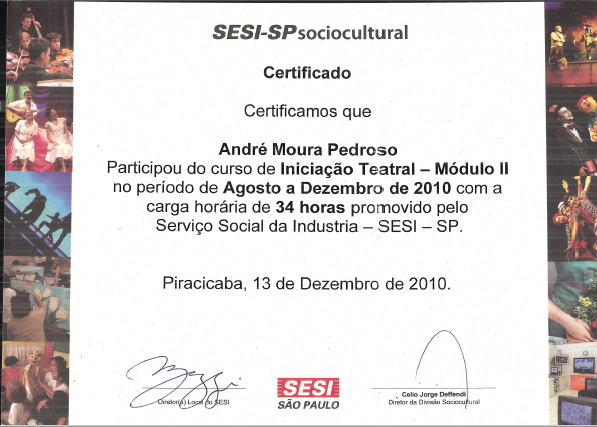 SESI-SP sociocultural
Certificado
Certificamos que
André Moura Pedroso
Participou do curso de Iniciação Teatral – Módulo II
no período de Agosto a Dezembro de 2010 com a
carga horária de 34 horas promovido pelo
Serviço Social da Industria – SESI – SP.
Piracicaba, 13 de Dezembro de 2010.
Diretor(a) Local do SESI
SESI
SÃO PAULO
Celio Jorge Deffendi
Diretor da Divisão Sociocultural